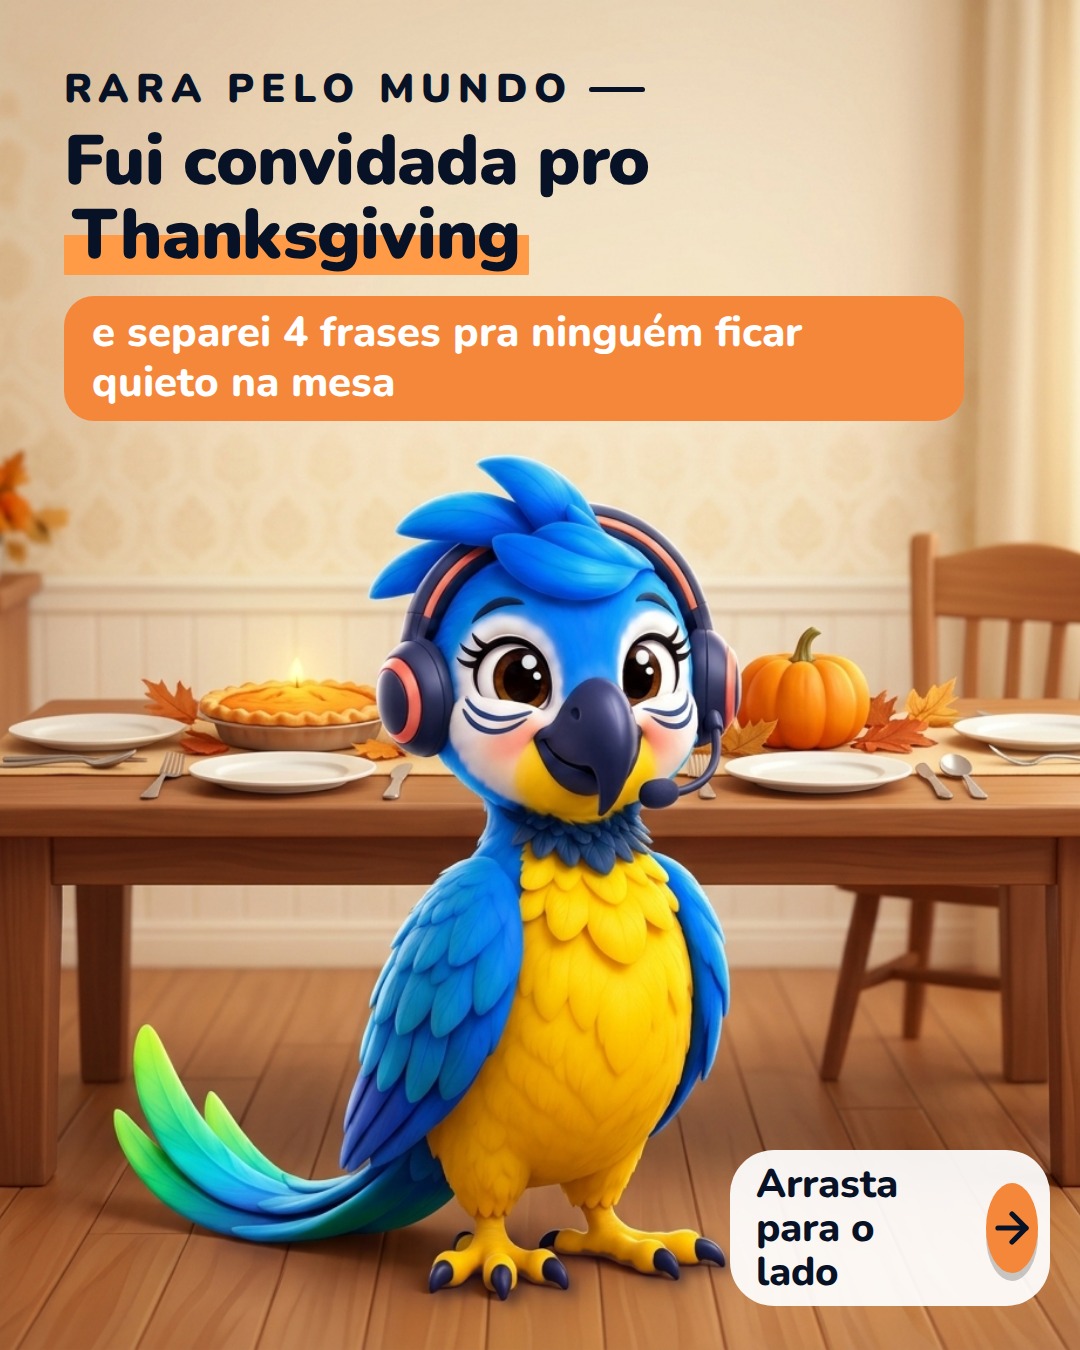 RARA PELO MUNDO —
Fui convidada pro
Thanksgiving
e separei 4 frases pra ninguém ficar
quieto na mesa
Arrasta
para o
lado